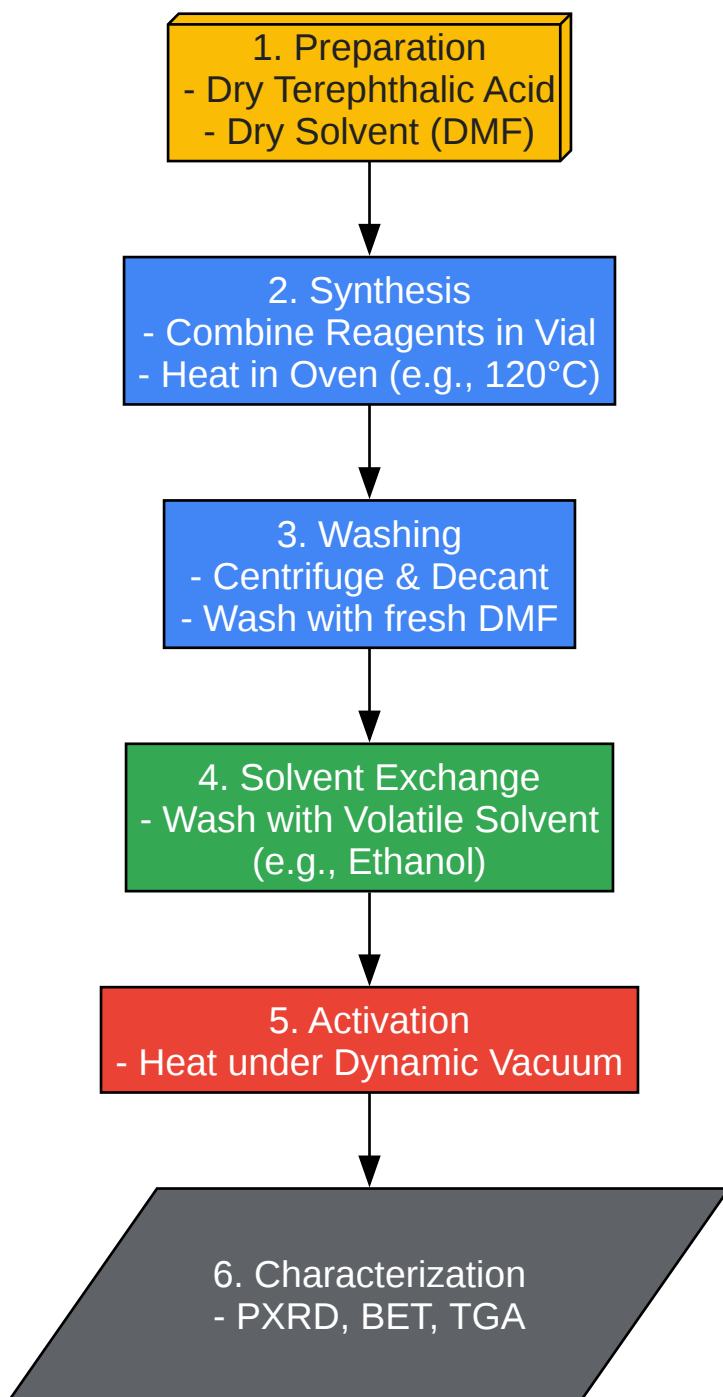 1. Preparation
- Dry Terephthalic Acid
- Dry Solvent (DMF)
2. Synthesis
- Combine Reagents in Vial
- Heat in Oven (e.g., 120°C)
3. Washing
- Centrifuge & Decant
- Wash with fresh DMF
4. Solvent Exchange
- Wash with Volatile Solvent
(e.g., Ethanol)
5. Activation
- Heat under Dynamic Vacuum
6. Characterization
- PXRD, BET, TGA